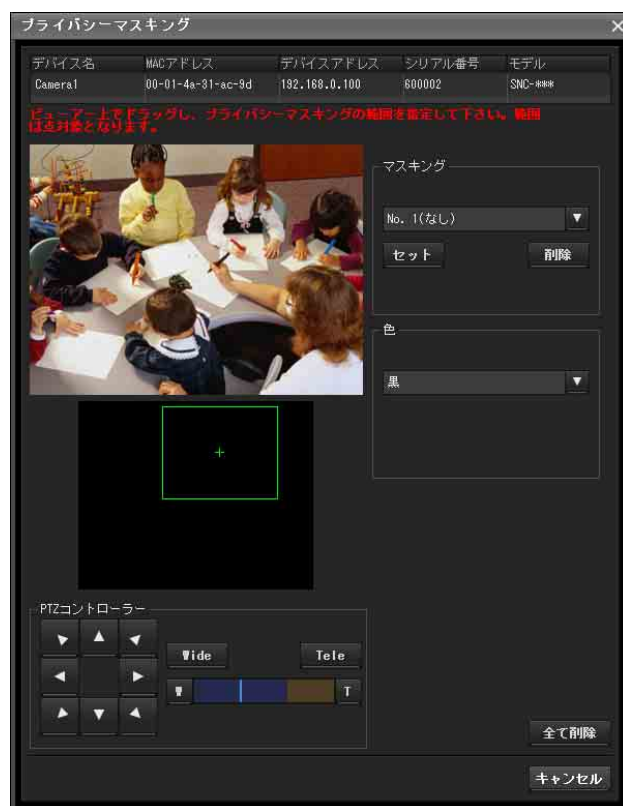 プライバシーマスキング
デバイス名 MACアドレス デバイスアドレス シリアル番号 モデル
Camera1 00-01-4a-31-ac-9d 192.168.0.100 600002 SNC-***
ビューアー上でドラッグし、プライバシーマスキングの範囲を指定して下さい。範囲
は点対象となります。
マスキング
No. 1(なし)
セット 削除
色
黒
PTZコントローラー
Wide Tele
W T
全て削除
キャンセル